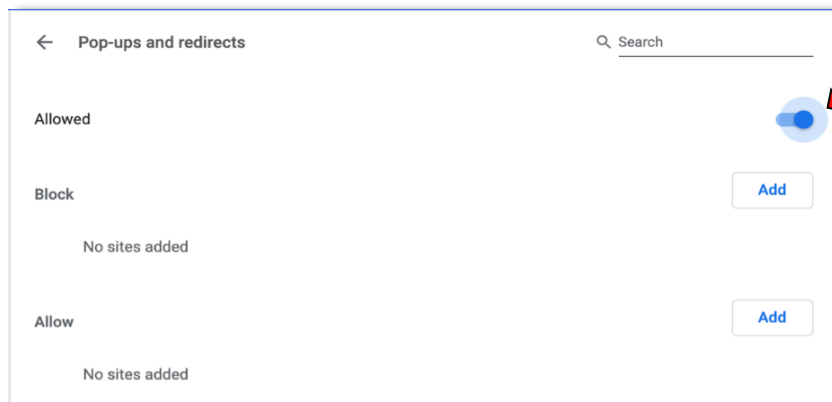 Pop-ups and redirects
Search
Allowed
Block
Add
No sites added
Allow
Add
No sites added